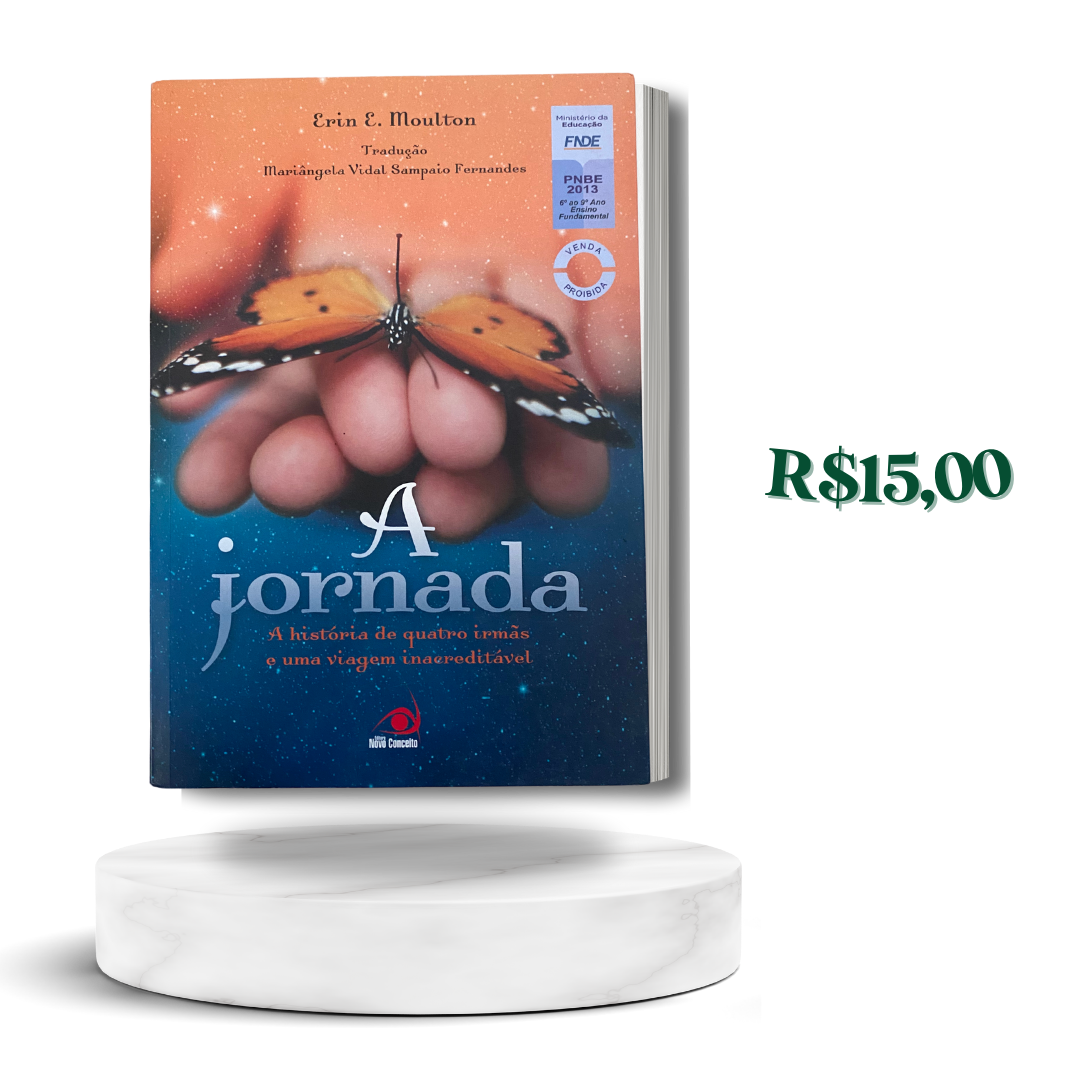 Erin E. Moulton
Tradução
Mariângela Vidal Sampaio Fernandes
Ministério da
Educação
FNDE
PNBE
2013
6º ao 9º Ano
Ensino
Fundamental
VENDA
PROIBIDA
A
jornada
A história de quatro irmãs
e uma viagem inacreditável
Editora
Novo Conceito
R$15,00